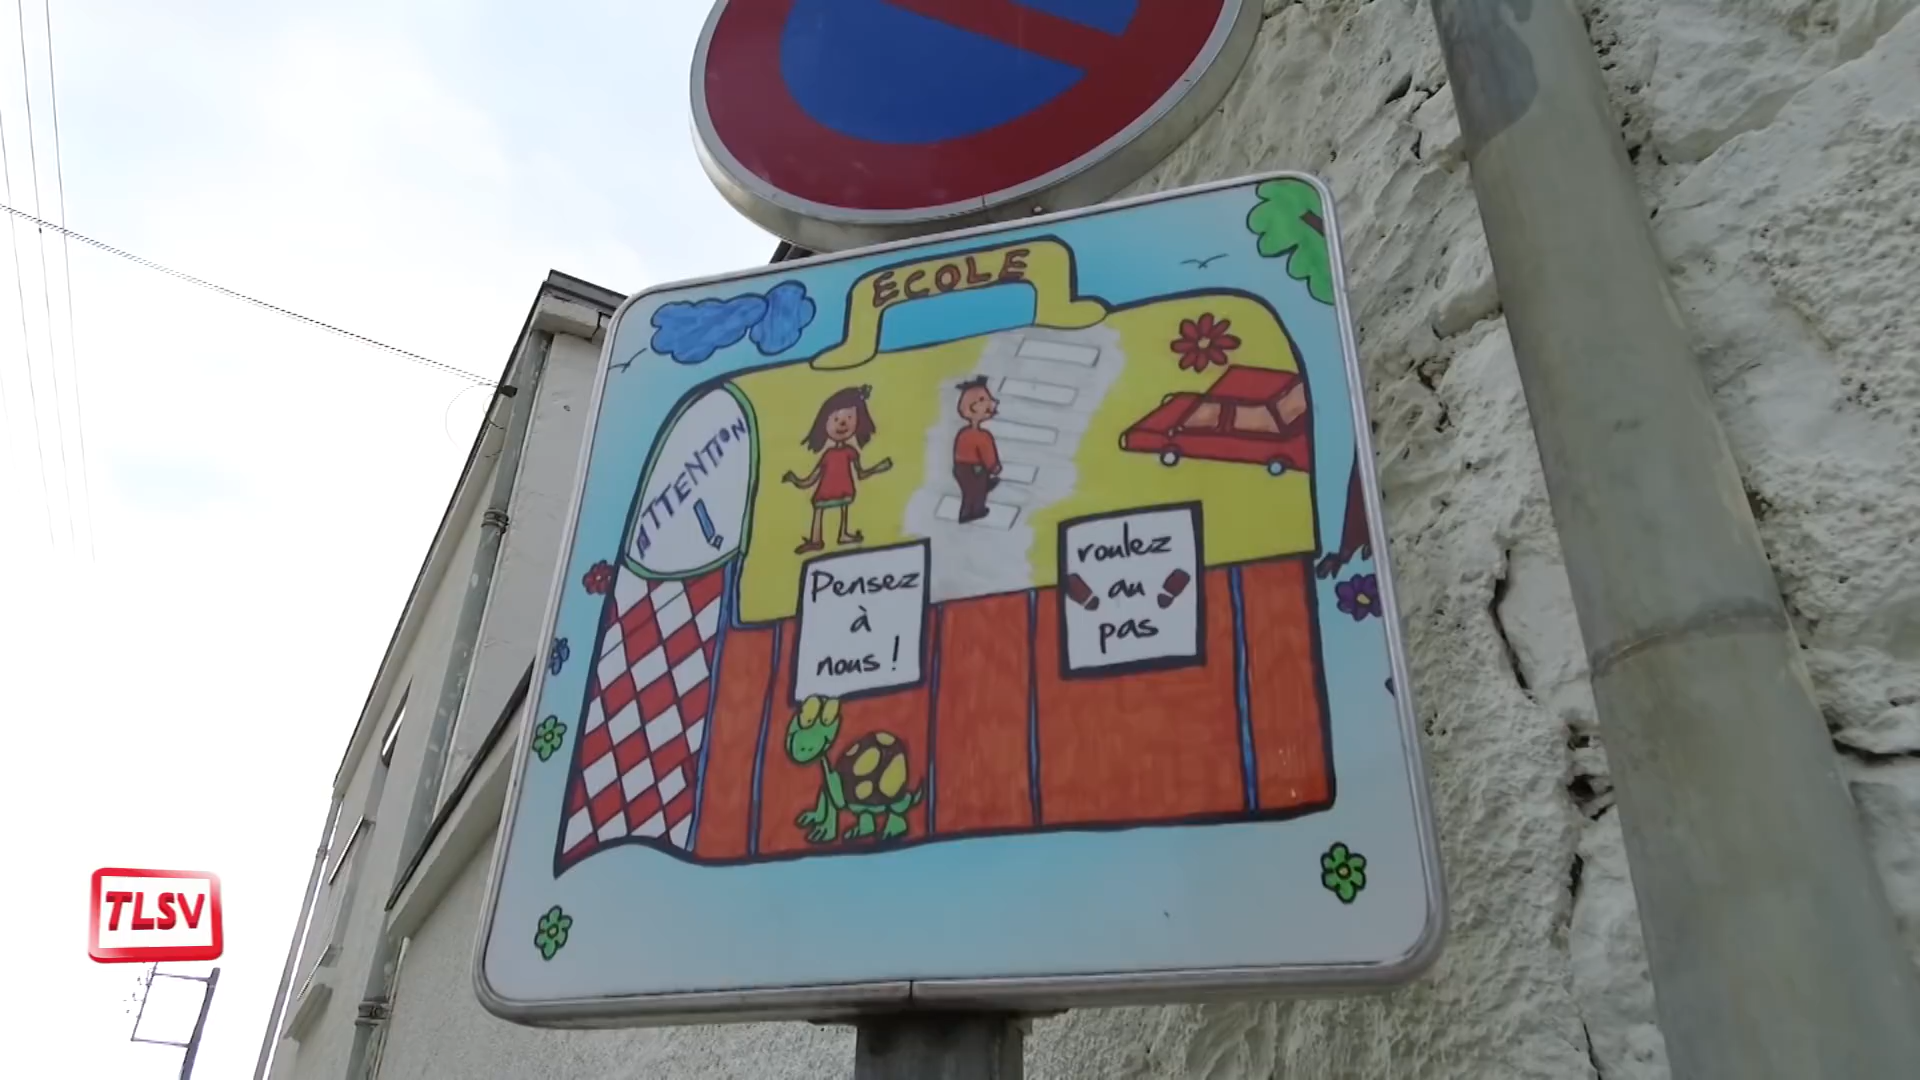 ECOLE
ATTENTION
!
Pensez
à
nous !
roulez
au
pas
TLSV